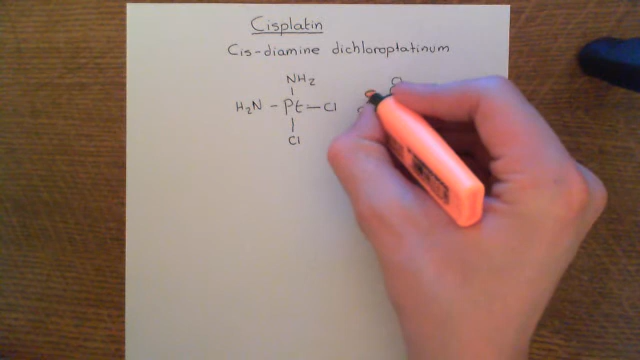 Cisplatin
Cis-diamine dichloroplatinum
NH2
H2N - Pt - Cl
Cl